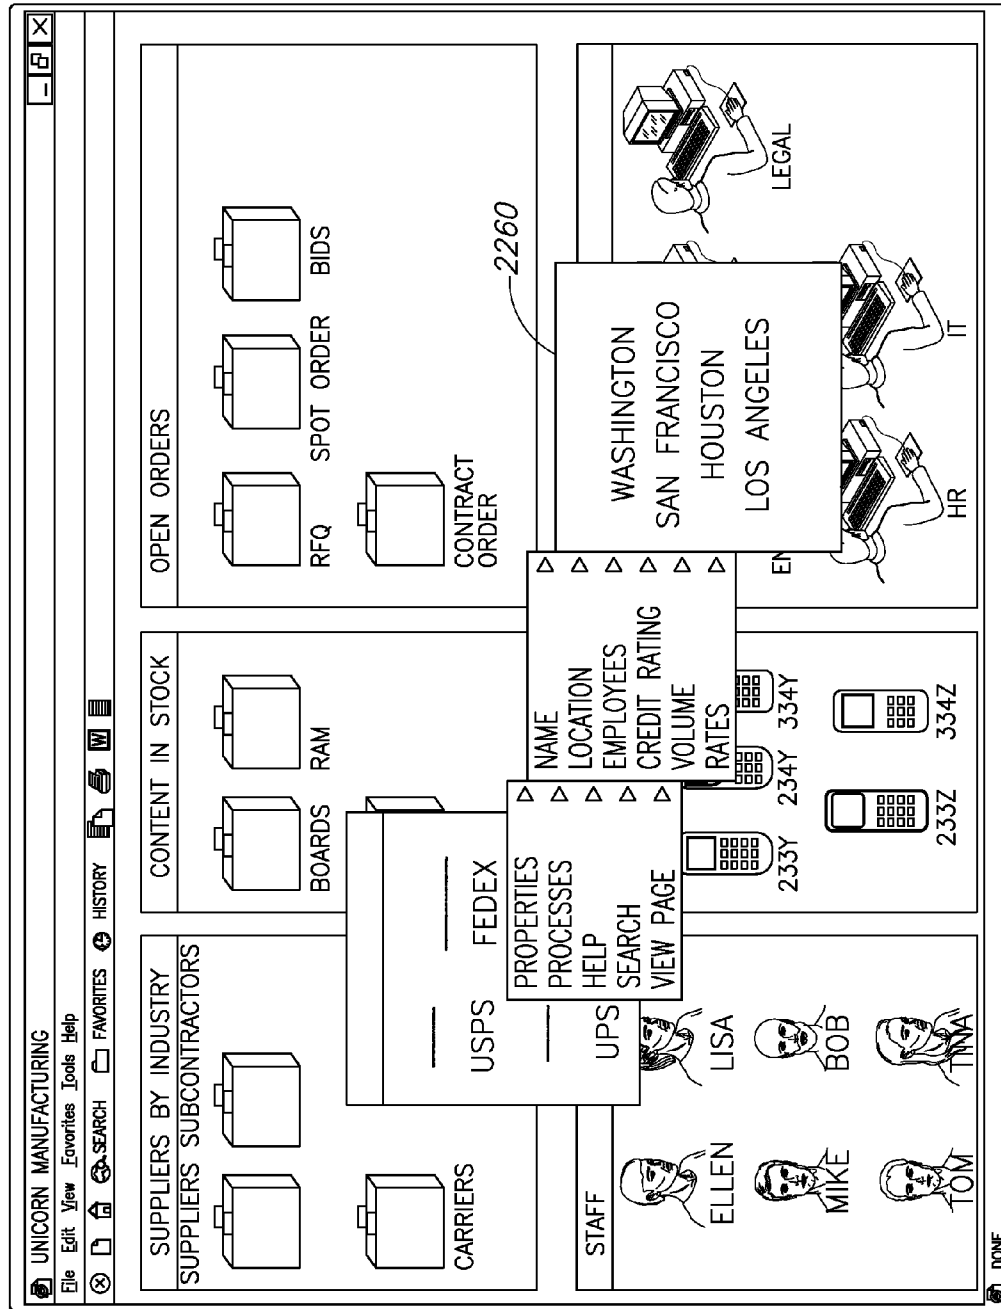 UNICORN MANUFACTURING
File Edit View Favorites Tools Help
SEARCH FAVORITES HISTORY W
SUPPLIERS BY INDUSTRY
SUPPLIERS SUBCONTRACTORS
CARRIERS
CONTENT IN STOCK
BOARDS RAM
OPEN ORDERS
RFQ SPOT ORDER BIDS
CONTRACT
ORDER
2260
USPS FEDEX
UPS
PROPERTIES
PROCESSES
HELP
SEARCH
VIEW PAGE
NAME
LOCATION
EMPLOYEES
CREDIT RATING
VOLUME
RATES
WASHINGTON
SAN FRANCISCO
HOUSTON
LOS ANGELES
STAFF
ELLEN LISA
MIKE BOB
TOM TINA
233Y 234Y 334Y
233Z 334Z
LEGAL
HR IT
DONE